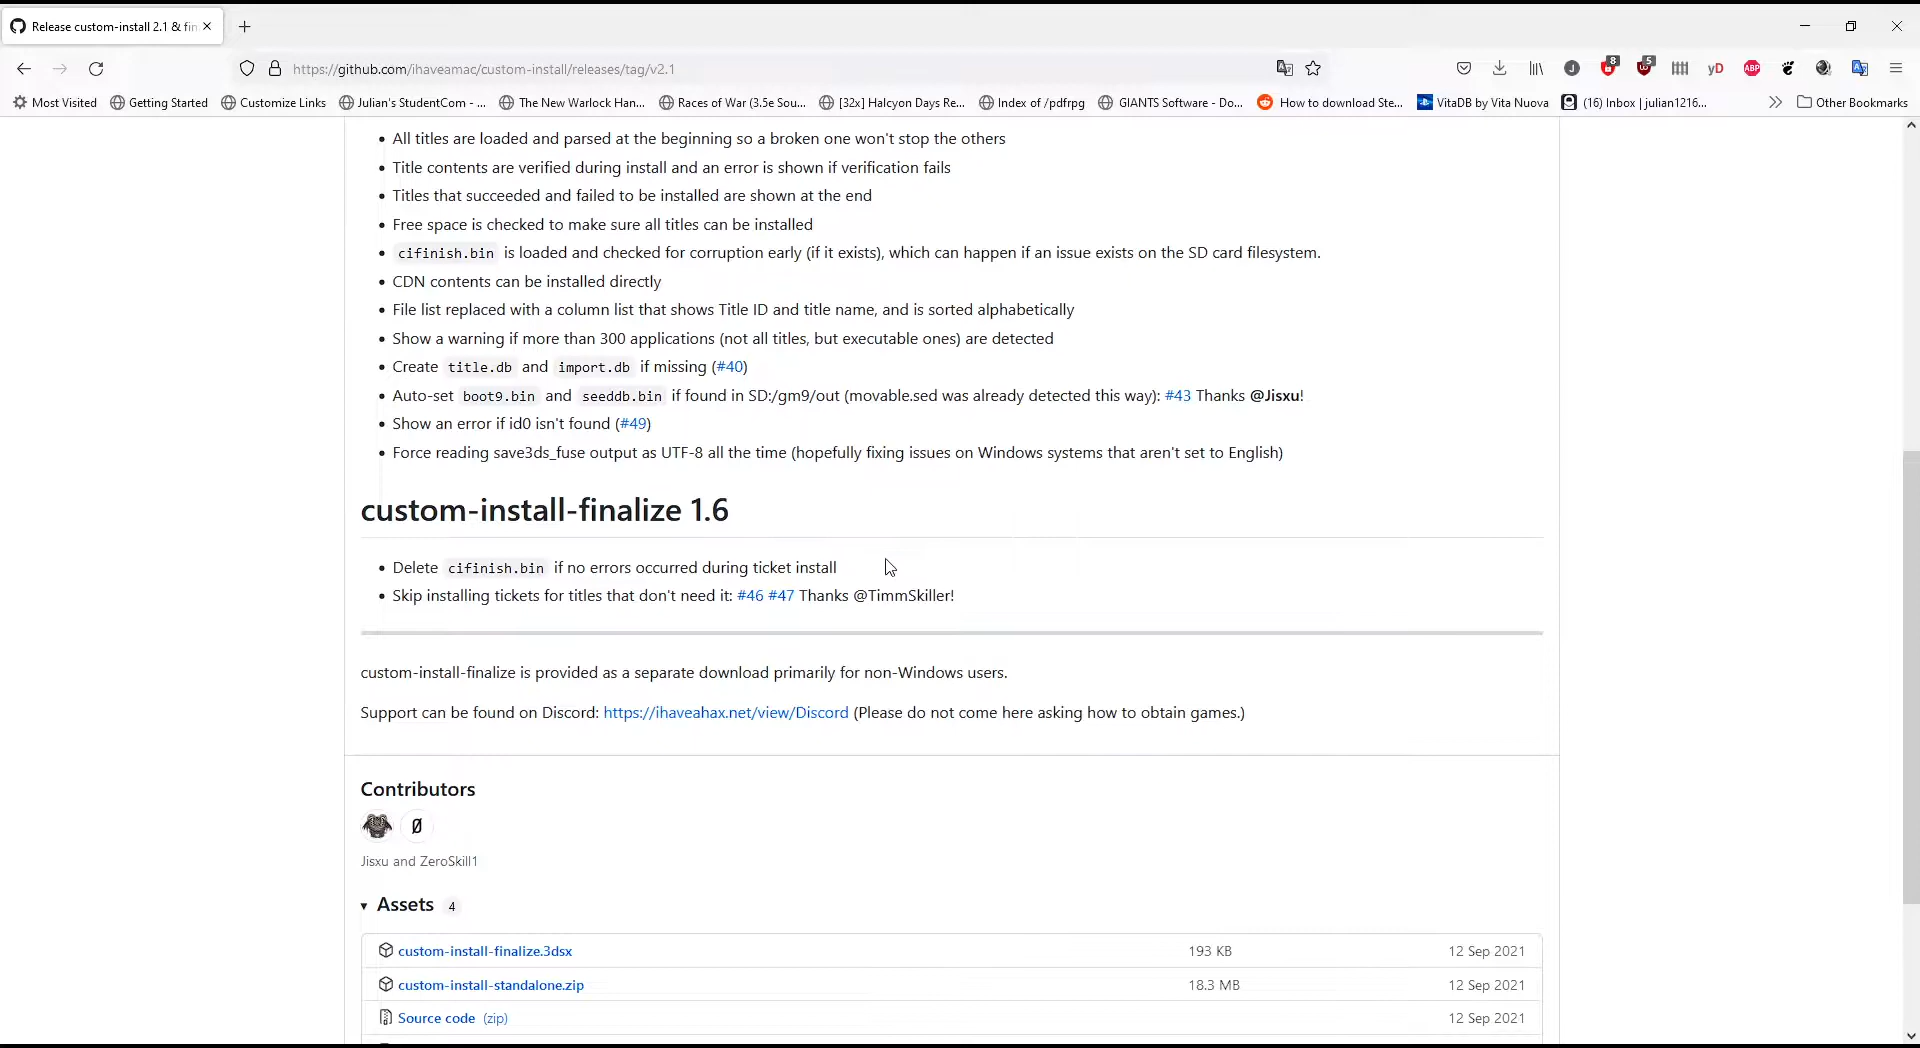 Release custom-install 2.1 & fin
https://github.com/ihaveamac/custom-install/releases/tag/v2.1
8
5
J
yD
ABP
Most Visited
Getting Started
Customize Links
Julian's StudentCom - ...
The New Warlock Han...
Races of War (3.5e Sou...
[32x] Halcyon Days Re...
Index of /pdfrpg
GIANTS Software - Do...
How to download Ste...
VitaDB by Vita Nuova
(16) Inbox | julian1216...
Other Bookmarks
All titles are loaded and parsed at the beginning so a broken one won't stop the others
Title contents are verified during install and an error is shown if verification fails
Titles that succeeded and failed to be installed are shown at the end
Free space is checked to make sure all titles can be installed
cifinish.bin is loaded and checked for corruption early (if it exists), which can happen if an issue exists on the SD card filesystem.
CDN contents can be installed directly
File list replaced with a column list that shows Title ID and title name, and is sorted alphabetically
Show a warning if more than 300 applications (not all titles, but executable ones) are detected
Create title.db and import.db if missing (#40)
Auto-set boot9.bin and seeddb.bin if found in SD:/gm9/out (movable.sed was already detected this way): #43 Thanks @Jisxu!
Show an error if id0 isn't found (#49)
Force reading save3ds_fuse output as UTF-8 all the time (hopefully fixing issues on Windows systems that aren't set to English)
custom-install-finalize 1.6
Delete cifinish.bin if no errors occurred during ticket install
Skip installing tickets for titles that don't need it: #46 #47 Thanks @TimmSkiller!
custom-install-finalize is provided as a separate download primarily for non-Windows users.
Support can be found on Discord: https://ihaveahax.net/view/Discord (Please do not come here asking how to obtain games.)
Contributors
Ø
Jisxu and ZeroSkill1
Assets 4
custom-install-finalize.3dsx 193 KB 12 Sep 2021
custom-install-standalone.zip 18.3 MB 12 Sep 2021
Source code (zip) 12 Sep 2021